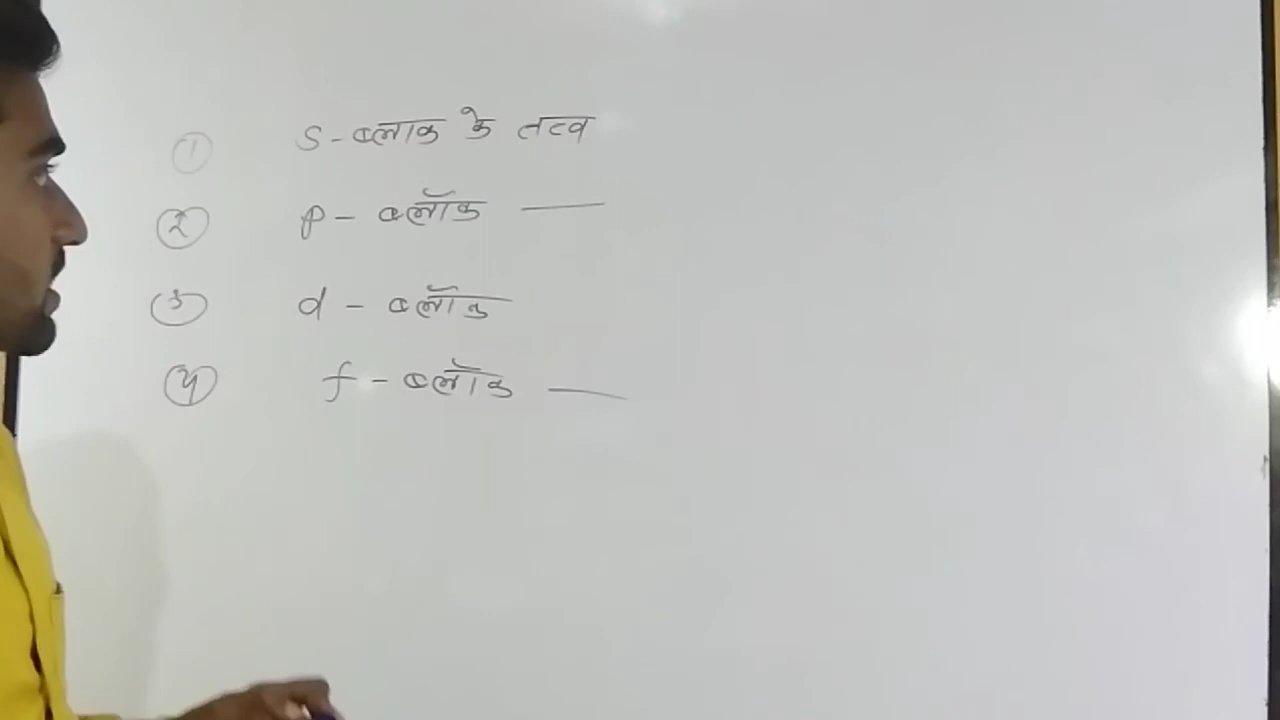 ① s-ब्लाक के तत्व
② p- ब्लॉक —
③ d - ब्लॉक
④ f - ब्लॉक —